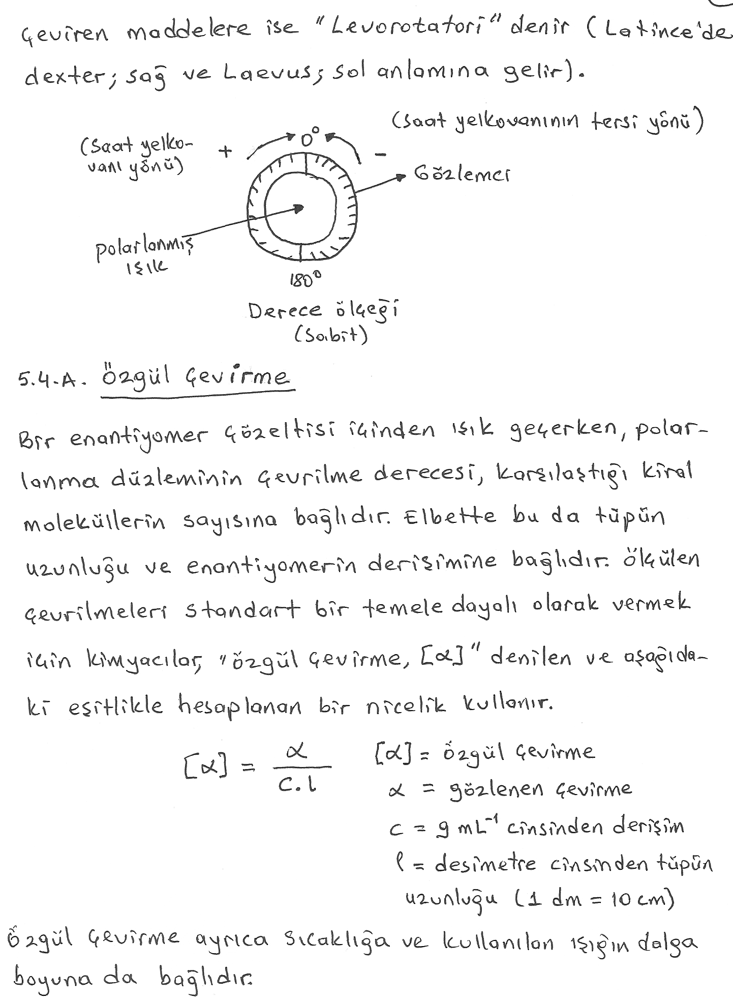 çeviren maddelere ise "Levorotatori" denir (Latince'de
dexter; sağ ve Laevus; sol anlamına gelir).
(saat yelkovanının tersi yönü)
(saat yelko-
vanı yönü)
+
0°
-
Gözlemci
polarlanmış
ışık
180°
Derece ölçeği
(Sabit)
5.4.A. Özgül Çevirme
Bir enantiyomer çözeltisi içinden ışık geçerken, polar-
lanma düzleminin çevrilme derecesi, karşılaştığı kiral
moleküllerin sayısına bağlıdır. Elbette bu da tüpün
uzunluğu ve enantiyomerin derişimine bağlıdır. Ölçülen
çevrilmeleri standart bir temele dayalı olarak vermek
için kimyacılar, "özgül çevirme, [α]" denilen ve aşağıda-
ki eşitlikle hesaplanan bir nicelik kullanır.
[α] = α / c.l
[α] = özgül çevirme
α = gözlenen çevirme
c = g mL⁻¹ cinsinden derişim
l = desimetre cinsinden tüpün
uzunluğu (1 dm = 10 cm)
Özgül çevirme ayrıca sıcaklığa ve kullanılan ışığın dalga
boyuna da bağlıdır.